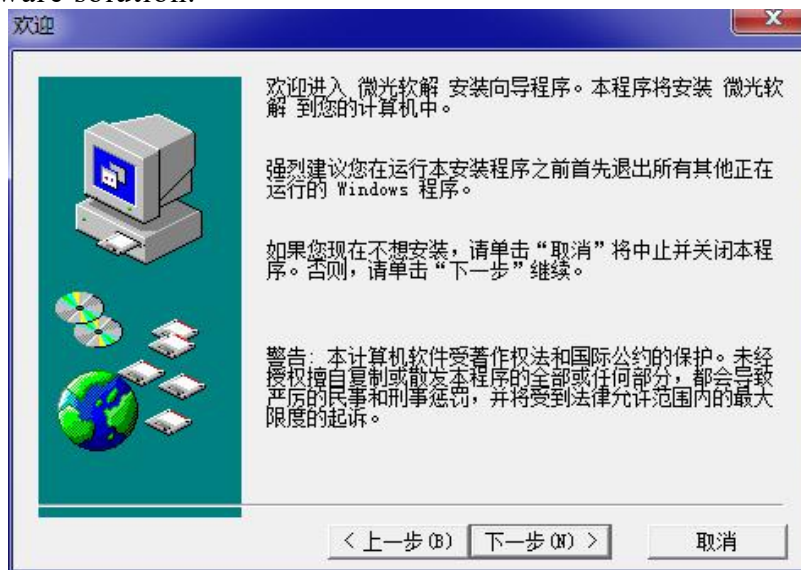 ware solution.
欢迎
欢迎进入 微光软解 安装向导程序。本程序将安装 微光软
解 到您的计算机中。
强烈建议您在运行本安装程序之前首先退出所有其他正在
运行的 Windows 程序。
如果您现在不想安装，请单击“取消”将中止并关闭本程
序。否则，请单击“下一步”继续。
警告: 本计算机软件受著作权法和国际公约的保护。未经
授权擅自复制或散发本程序的全部或任何部分，都会导致
严厉的民事和刑事惩罚，并将受到法律允许范围内的最大
限度的起诉。
< 上一步(B) 下一步(N) > 取消